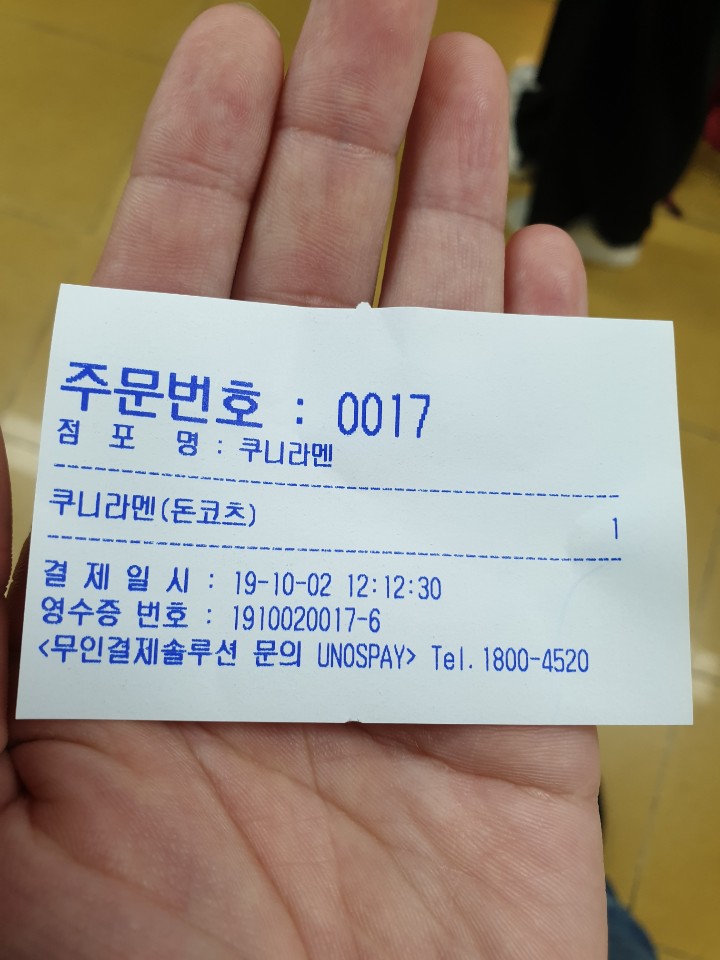 주문번호 : 0017
점 포 명 : 쿠니라멘
쿠니라멘(돈코츠) 1
결 제 일 시 : 19-10-02 12:12:30
영수증 번호 : 1910020017-6
<무인결제솔루션 문의 UNOSPAY> Tel.1800-4520